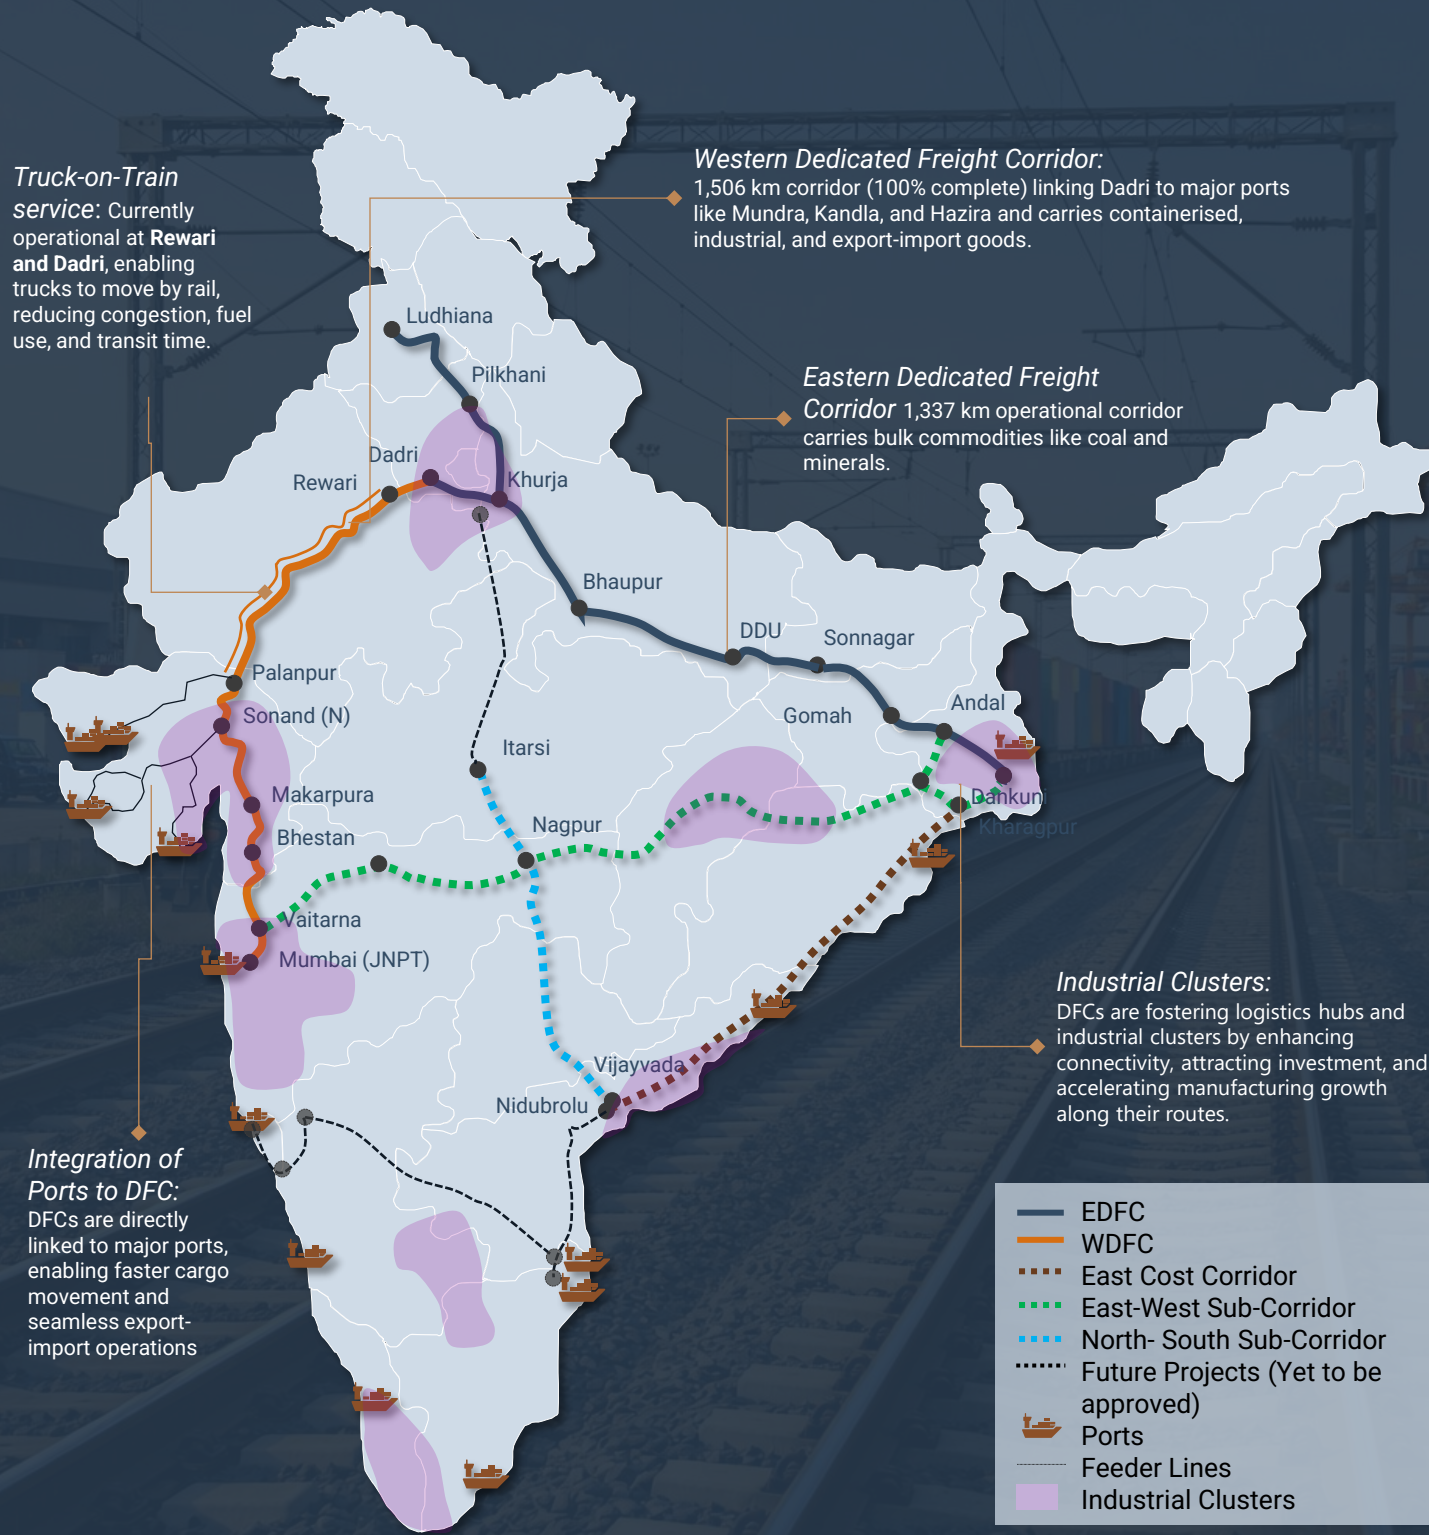 Truck-on-Train
service: Currently
operational at Rewari
and Dadri, enabling
trucks to move by rail,
reducing congestion, fuel
use, and transit time.
Western Dedicated Freight Corridor:
1,506 km corridor (100% complete) linking Dadri to major ports
like Mundra, Kandla, and Hazira and carries containerised,
industrial, and export-import goods.
Eastern Dedicated Freight
Corridor 1,337 km operational corridor
carries bulk commodities like coal and
minerals.
Ludhiana
Pilkhani
Dadri
Rewari
Khurja
Bhaupur
DDU
Sonnagar
Palanpur
Sonand (N)
Gomah
Andal
Itarsi
Makarpura
Dankuni
Bhestan
Nagpur
Kharagpur
Vaitarna
Mumbai (JNPT)
Vijayvada
Nidubrolu
Industrial Clusters:
DFCs are fostering logistics hubs and
industrial clusters by enhancing
connectivity, attracting investment, and
accelerating manufacturing growth
along their routes.
Integration of
Ports to DFC:
DFCs are directly
linked to major ports,
enabling faster cargo
movement and
seamless export-
import operations
EDFC
WDFC
East Cost Corridor
East-West Sub-Corridor
North- South Sub-Corridor
Future Projects (Yet to be
approved)
Ports
Feeder Lines
Industrial Clusters